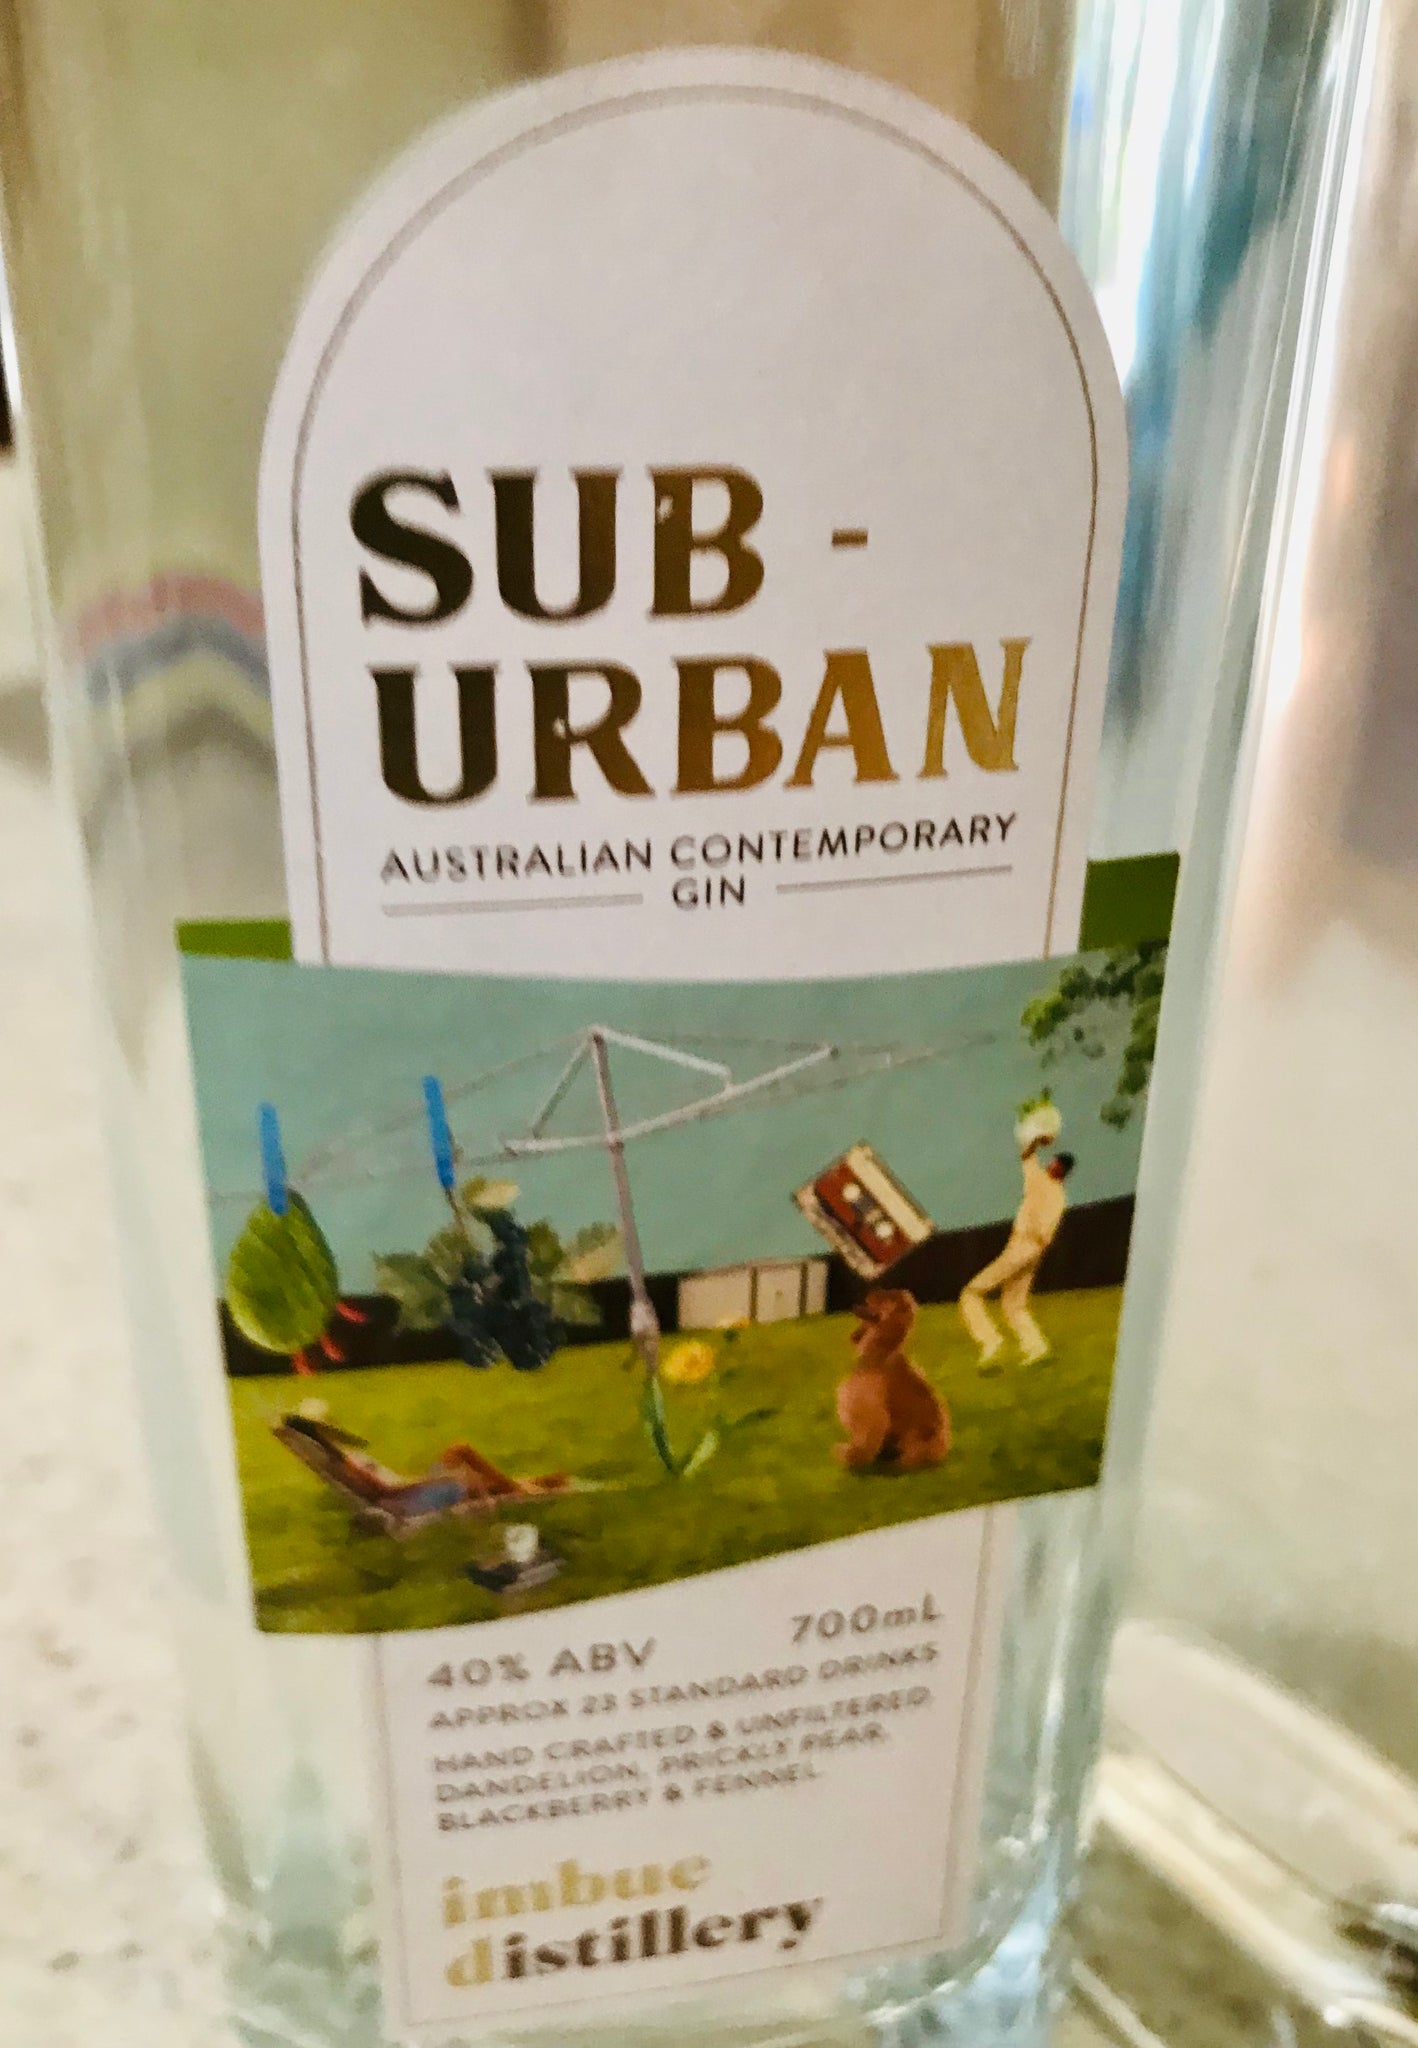 SUB -
URBAN
AUSTRALIAN CONTEMPORARY
GIN
40% ABV 700mL
APPROX 23 STANDARD DRINKS
HAND CRAFTED & UNFILTERED.
DANDELION, PRICKLY PEAR,
BLACKBERRY & FENNEL
imbue
distillery